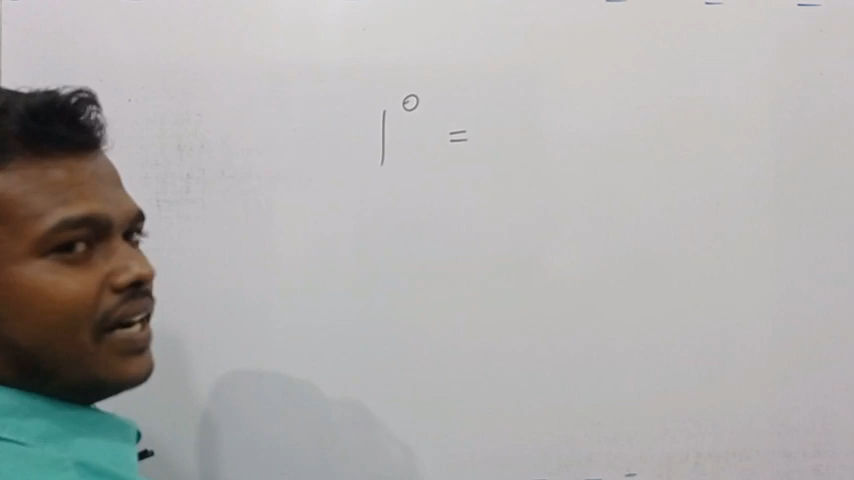 1° =